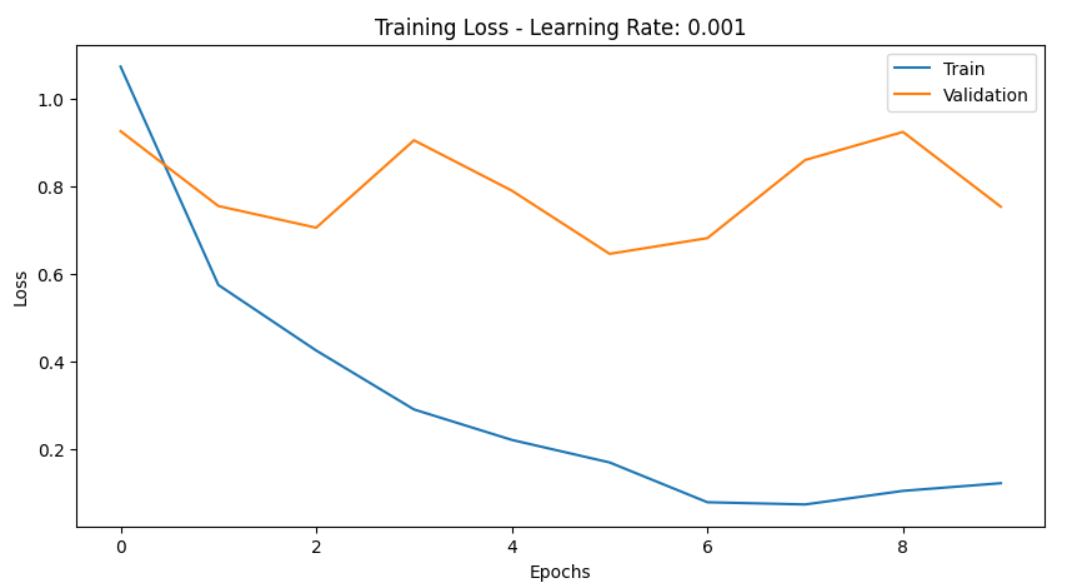 Training Loss - Learning Rate: 0.001
Train
Validation
1.0
0.8
0.6
0.4
0.2
Loss
0 2 4 6 8
Epochs